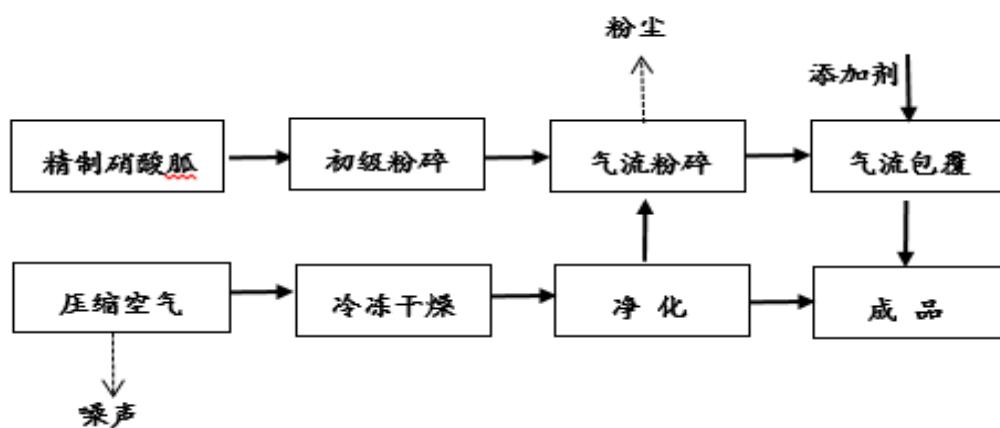 粉尘
添加剂
精制硝酸胍
初级粉碎
气流粉碎
气流包覆
压缩空气
冷冻干燥
净 化
成 品
噪声